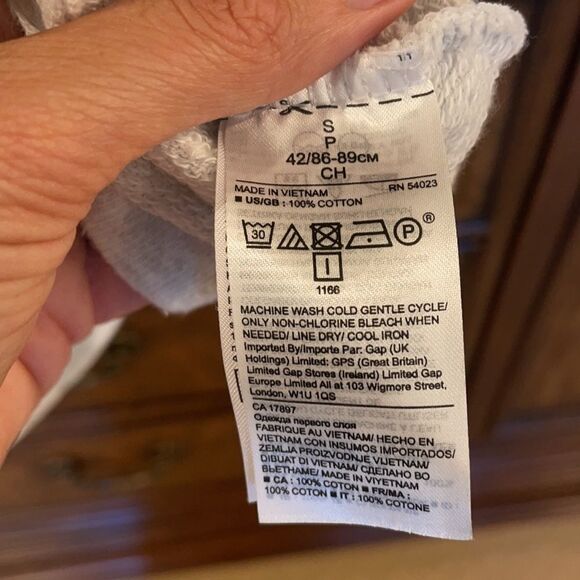 S
P
42/86-89CM
CH
MADE IN VIETNAM RN 54023
■ US/GB : 100% COTTON
30 P ®
1166
MACHINE WASH COLD GENTLE CYCLE/
ONLY NON-CHLORINE BLEACH WHEN
NEEDED/ LINE DRY/ COOL IRON
Imported By/Importe Par: Gap (UK
Holdings) Limited: GPS (Great Britain)
Limited Gap Stores (Ireland) Limited Gap
Europe Limited All at 103 Wigmore Street,
London, W1U 1QS
CA 17897
Одежда первого слоя
FABRIQUE AU VIETNAM/ HECHO EN
VIETNAM CON INSUMOS IMPORTADOS/
ZEMLJA PROIZVODNJE VIJETNAM/
DIBUAT DI VIETNAM/ СДЕЛАНО ВО
ВЬЕТНАМЕ/ MADE IN VIYETNAM
■ CA : 100% COTTON ■ FR/MA :
100% COTON ■ IT : 100% COTONE